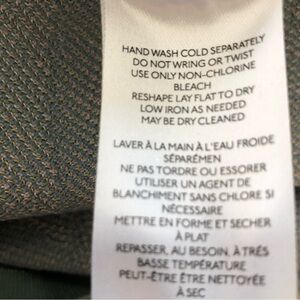 HAND WASH COLD SEPARATELY
DO NOT WRING OR TWIST
USE ONLY NON-CHLORINE
BLEACH
RESHAPE LAY FLAT TO DRY
LOW IRON AS NEEDED
MAY BE DRY CLEANED
LAVER À LA MAIN À L'EAU FROIDE
SÉPARÉMEN
NE PAS TORDRE OU ESSORER
UTILISER UN AGENT DE
BLANCHIMENT SANS CHLORE SI
NÉCESSAIRE
METTRE EN FORME ET SECHER
À PLAT
REPASSER, AU BESOIN, À TRÉS
BASSE TEMPÉRATURE
PEUT-ÊTRE ÊTRE NETTOYÉE
À SEC